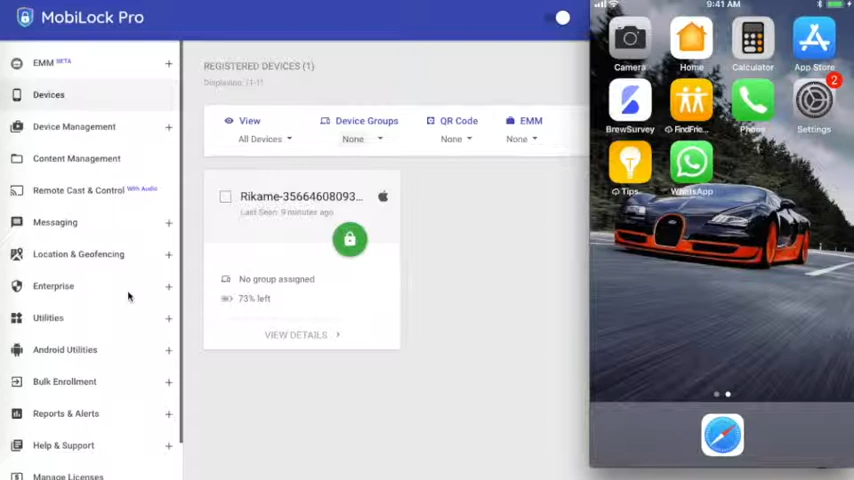 MobiLock Pro
EMM BETA
Devices
Device Management
Content Management
Remote Cast & Control With Audio
Messaging
Location & Geofencing
Enterprise
Utilities
Android Utilities
Bulk Enrollment
Reports & Alerts
Help & Support
Manage Licenses
REGISTERED DEVICES (1)
View
All Devices
Device Groups
None
QR Code
None
EMM
None
Rikame-35664608093...
Last Seen: 9 minutes ago
No group assigned
73% left
VIEW DETAILS
9:41 AM
Camera
Home
Calculator
App Store
BrewSurvey
FindFrie...
Phone
2
Settings
Tips
WhatsApp